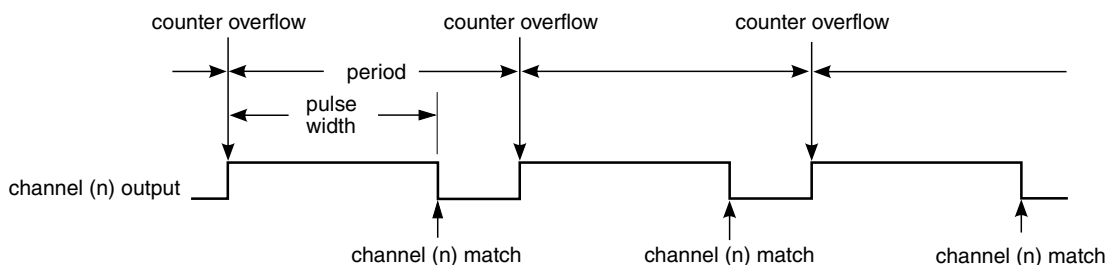 counter overflow counter overflow counter overflow
period
pulse
width
channel (n) output
channel (n) match channel (n) match channel (n) match